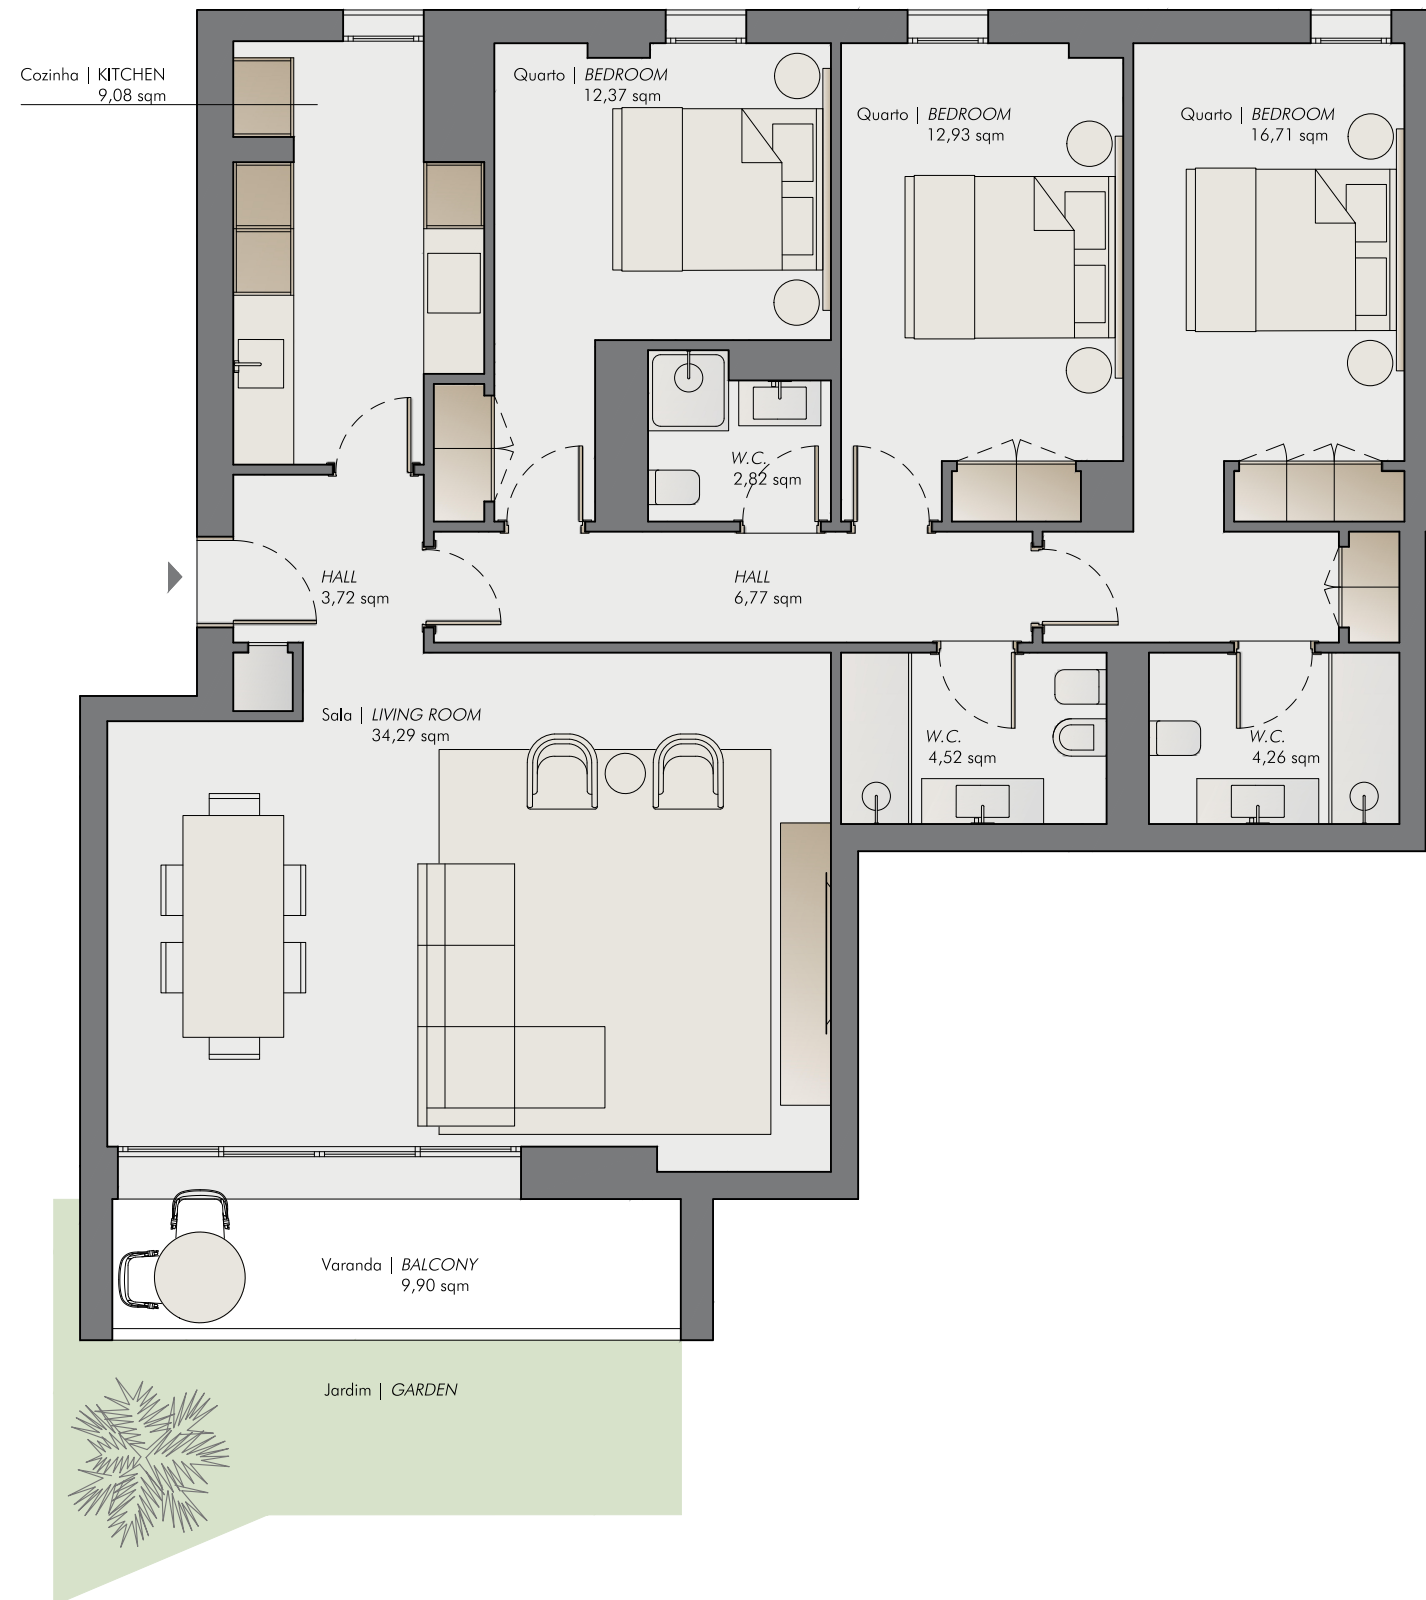 Cozinha | KITCHEN
9,08 sqm
Quarto | BEDROOM
12,37 sqm
Quarto | BEDROOM
12,93 sqm
Quarto | BEDROOM
16,71 sqm
W.C.
2,82 sqm
HALL
3,72 sqm
HALL
6,77 sqm
Sala | LIVING ROOM
34,29 sqm
W.C.
4,52 sqm
W.C.
4,26 sqm
Varanda | BALCONY
9,90 sqm
Jardim | GARDEN